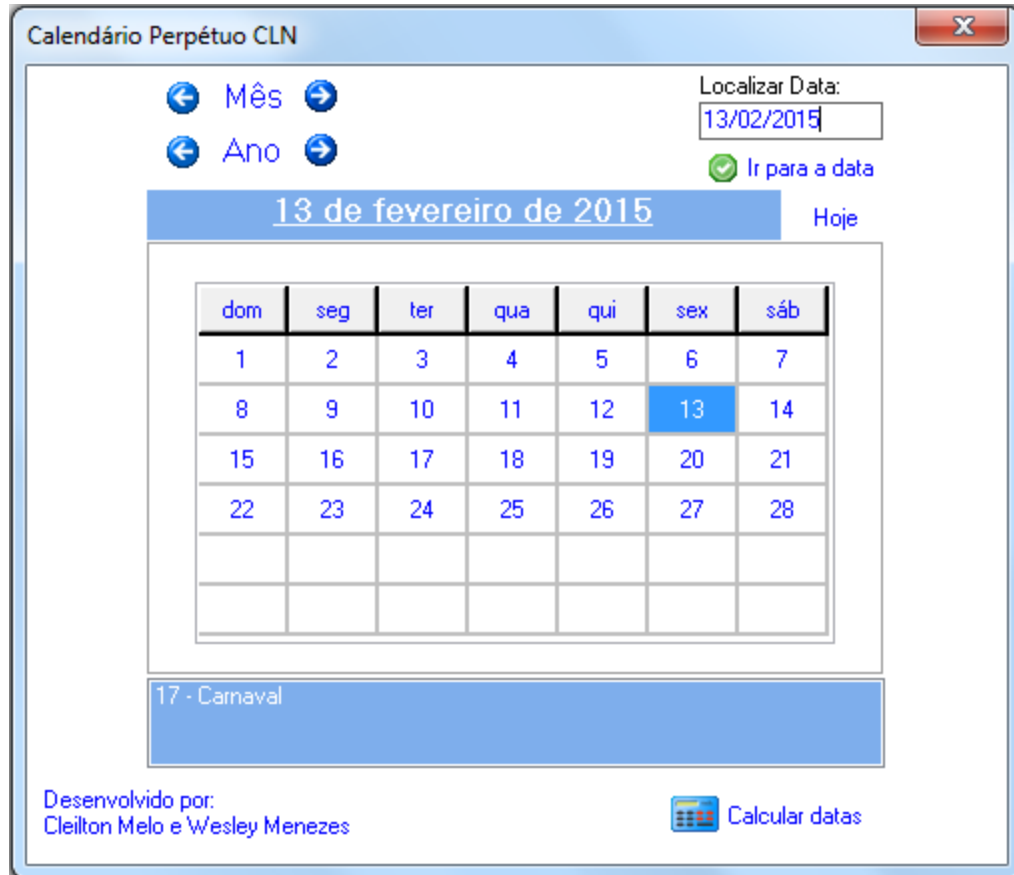 Calendário Perpétuo CLN
Mês
Localizar Data:
13/02/2015
Ano
Ir para a data
13 de fevereiro de 2015
Hoje
dom seg ter qua qui sex sáb
1 2 3 4 5 6 7
8 9 10 11 12 13 14
15 16 17 18 19 20 21
22 23 24 25 26 27 28
17 - Carnaval
Desenvolvido por:
Cleilton Melo e Wesley Menezes
Calcular datas